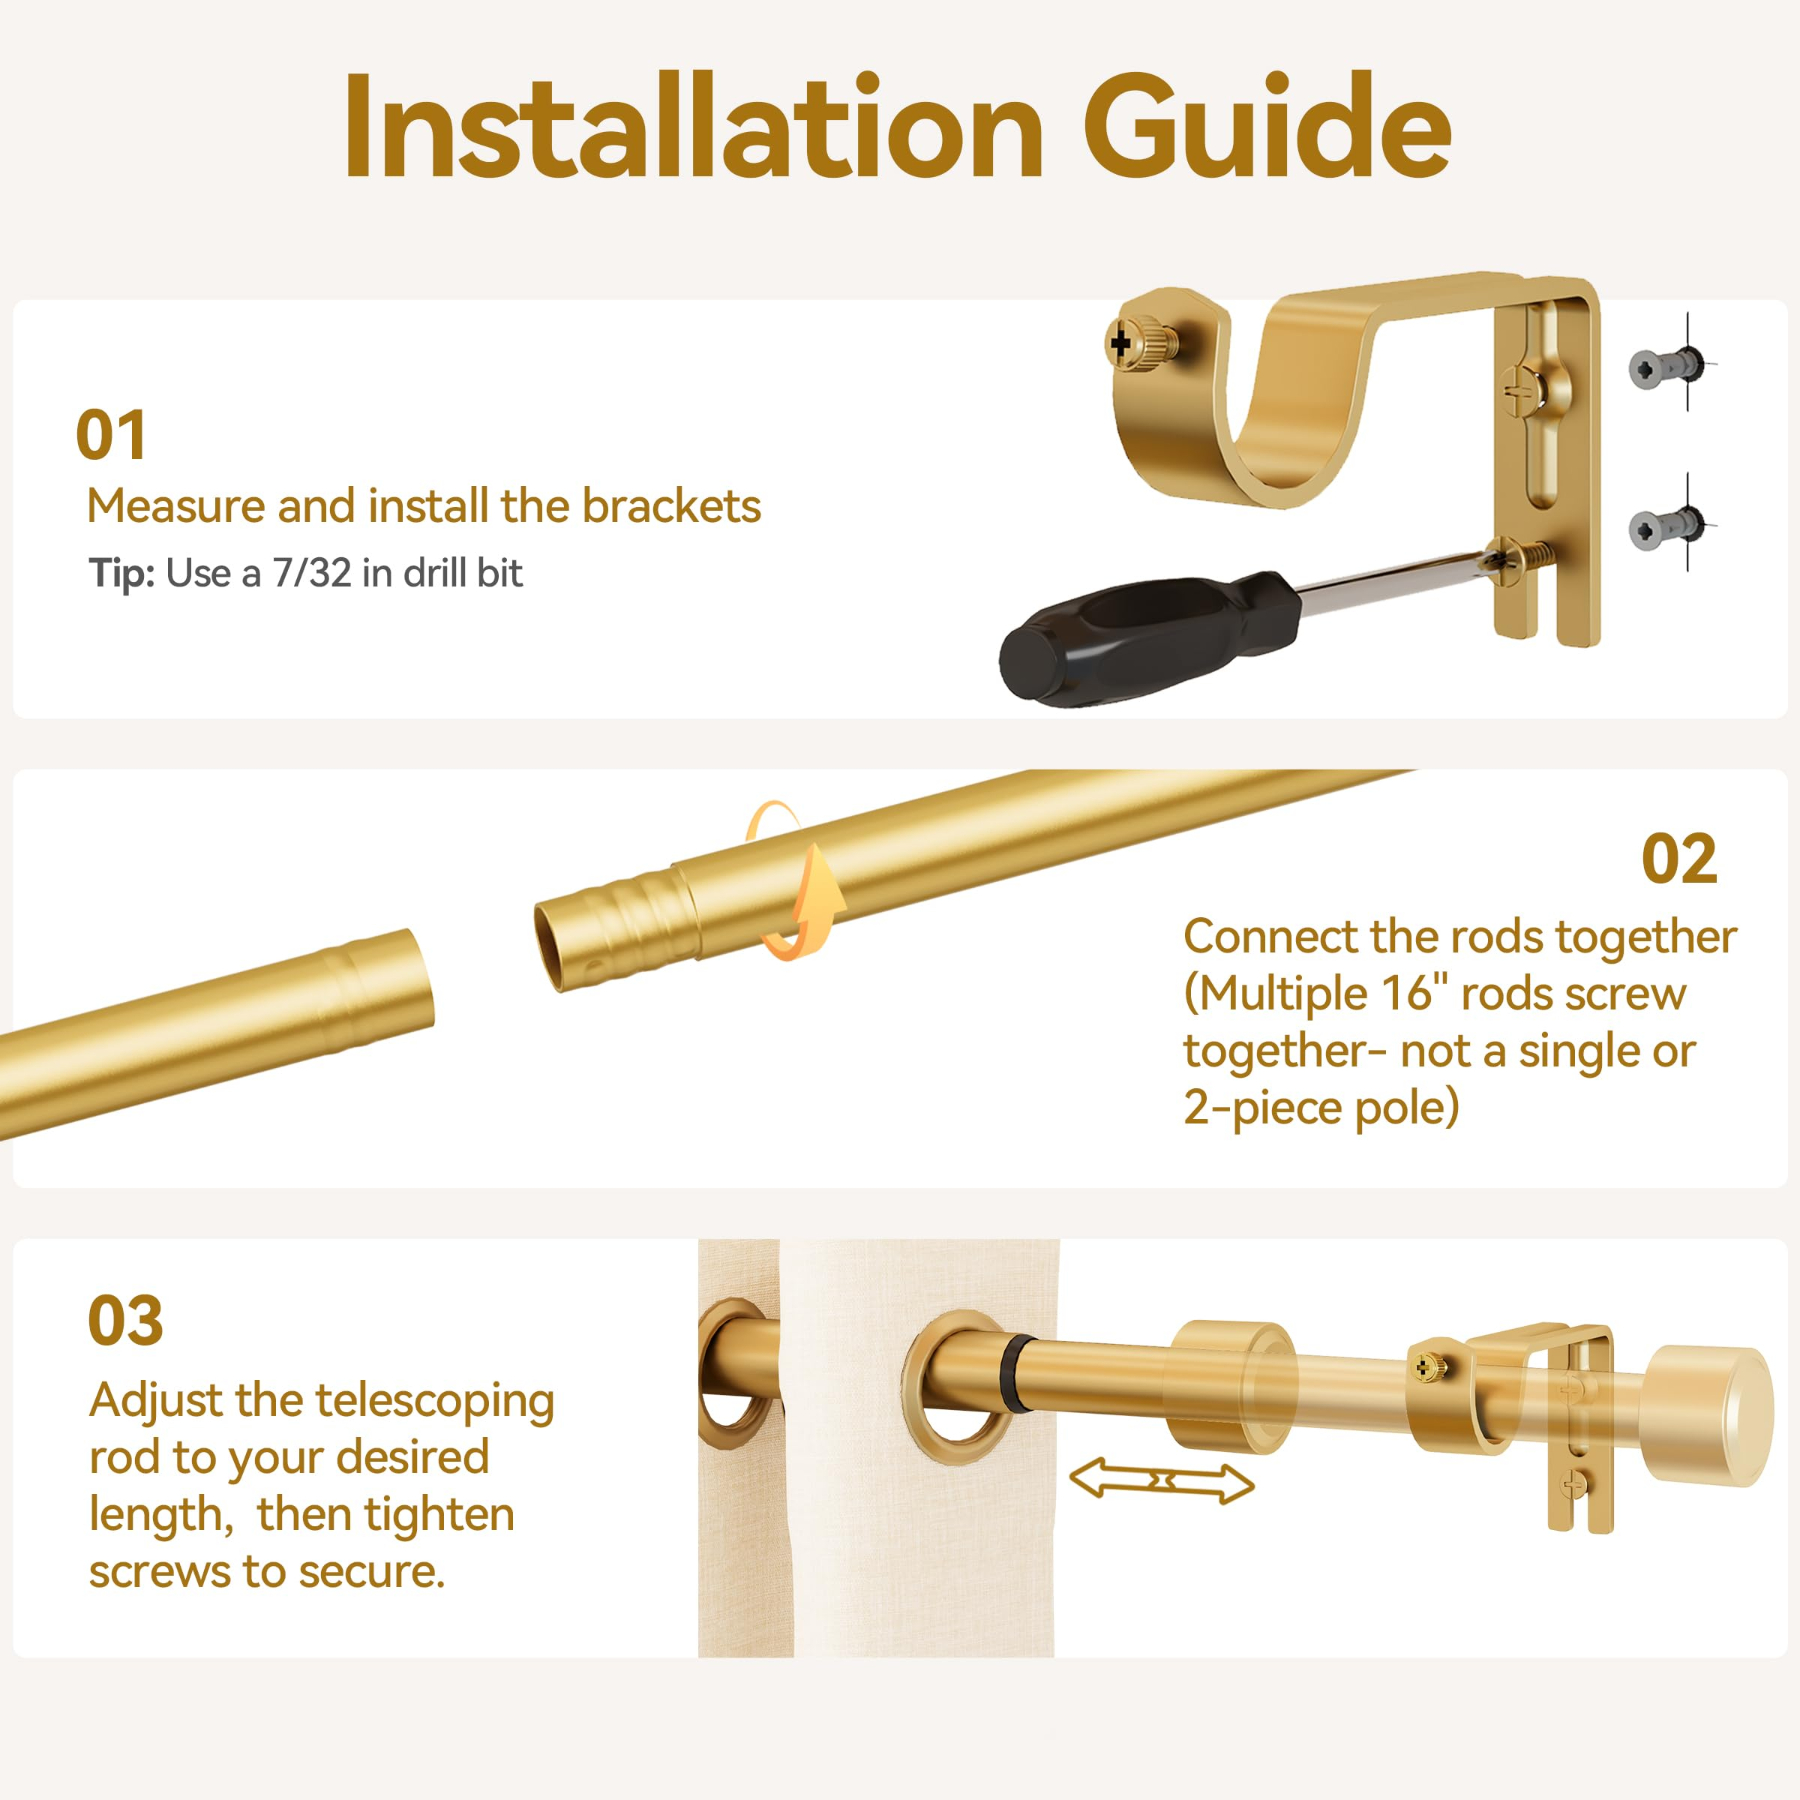 Installation Guide
01
Measure and install the brackets
Tip: Use a 7/32 in drill bit
02
Connect the rods together
(Multiple 16" rods screw
together- not a single or
2-piece pole)
03
Adjust the telescoping
rod to your desired
length, then tighten
screws to secure.